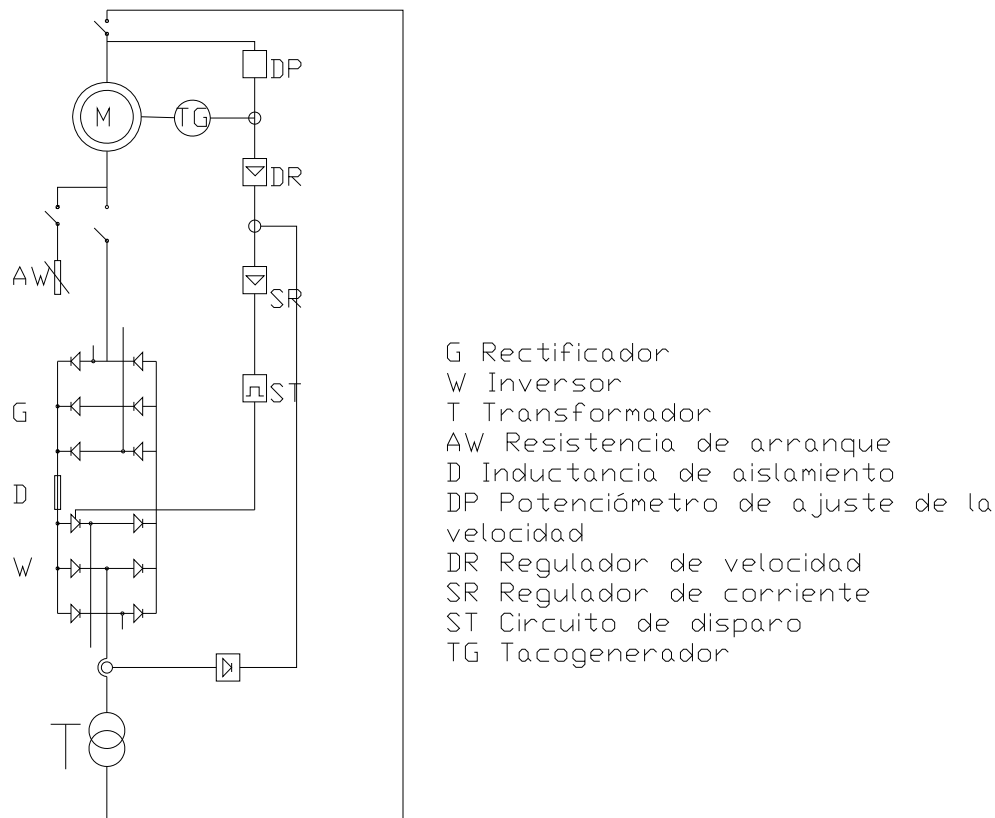 DP
M
TG
DR
AW
SR
ST
G
D
W
T
G Rectificador
W Inversor
T Transformador
AW Resistencia de arranque
D Inductancia de aislamiento
DP Potenciómetro de ajuste de la
velocidad
DR Regulador de velocidad
SR Regulador de corriente
ST Circuito de disparo
TG Tacogenerador